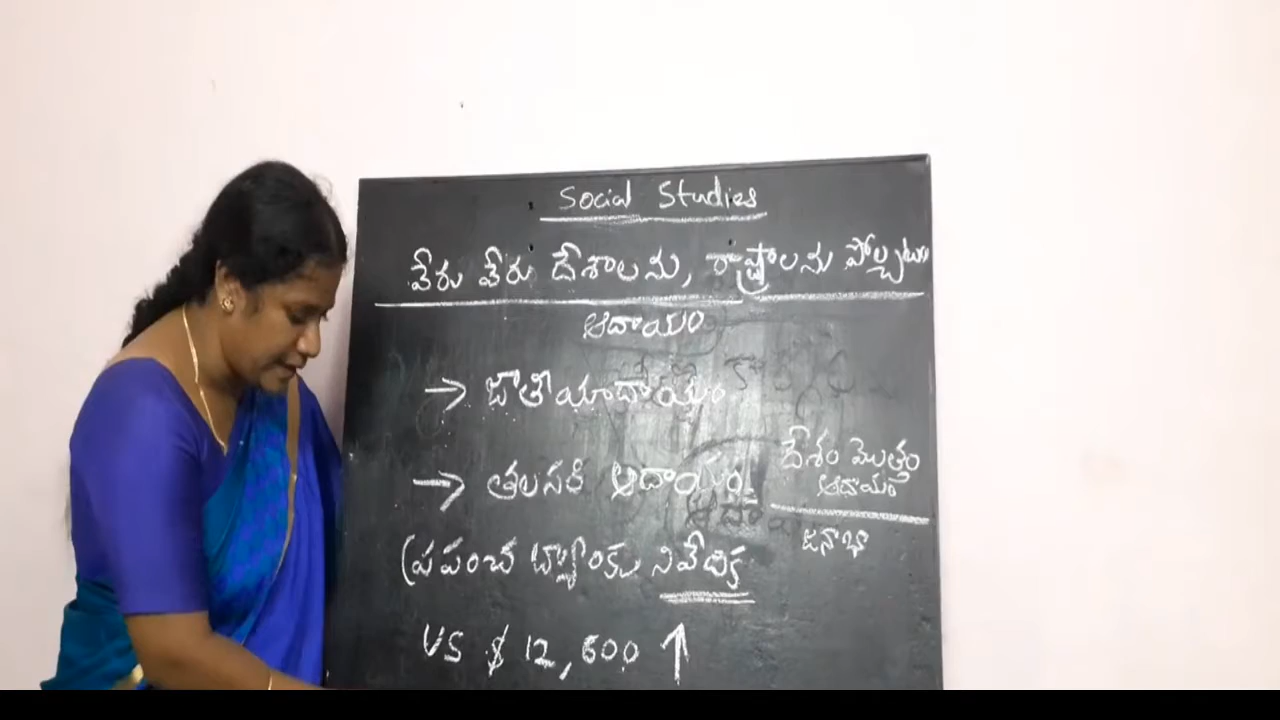 Social Studies
వేరు వేరు దేశాలను, రాష్ట్రాలను పోల్చటం
ఆదాయం
→ జాతీయాదాయం
→ తలసరి ఆదాయం
దేశం మొత్తం
ఆదాయం
జనాభా
ప్రపంచ బ్యాంకు నివేదిక
US $ 12,600 ↑